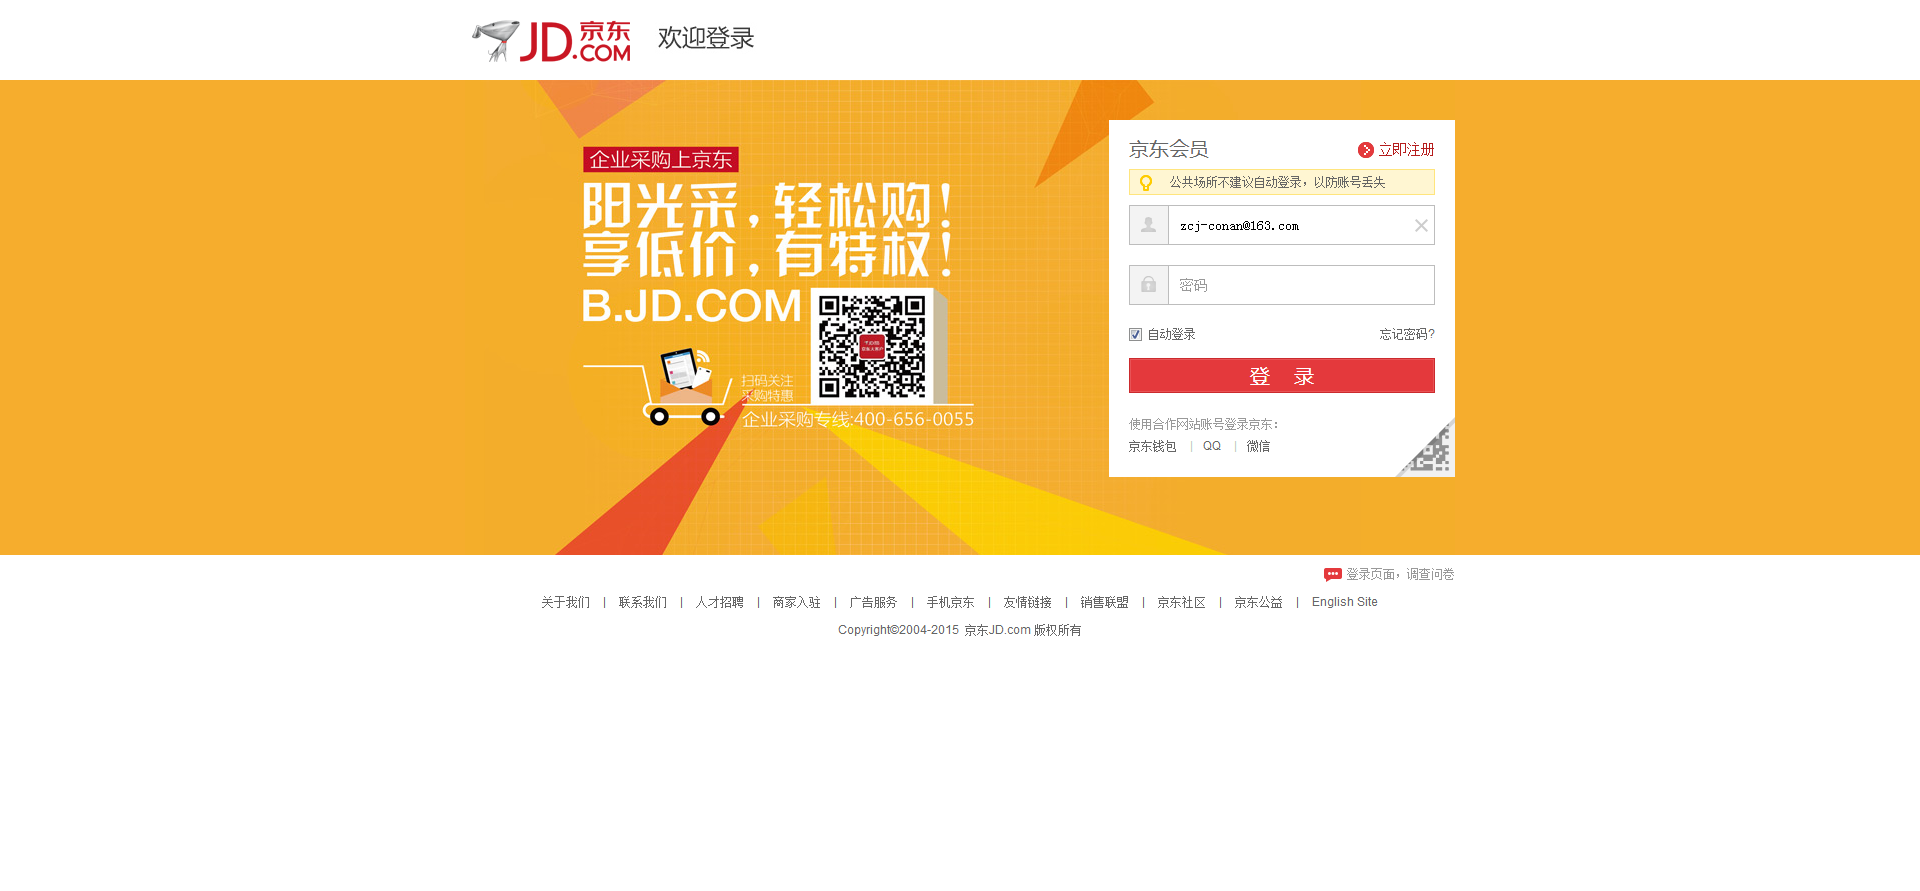 JD.COM 京东 欢迎登录
企业采购上京东
阳光采，轻松购！
享低价，有特权！
B.JD.COM
扫码关注
采购特惠
企业采购专线:400-656-0055
京东会员 立即注册
公共场所不建议自动登录，以防账号丢失
zcj-conan@163.com
密码
自动登录 忘记密码?
登 录
使用合作网站账号登录京东：
京东钱包 | QQ | 微信
登录页面，调查问卷
关于我们 | 联系我们 | 人才招聘 | 商家入驻 | 广告服务 | 手机京东 | 友情链接 | 销售联盟 | 京东社区 | 京东公益 | English Site
Copyright©2004-2015 京东JD.com 版权所有